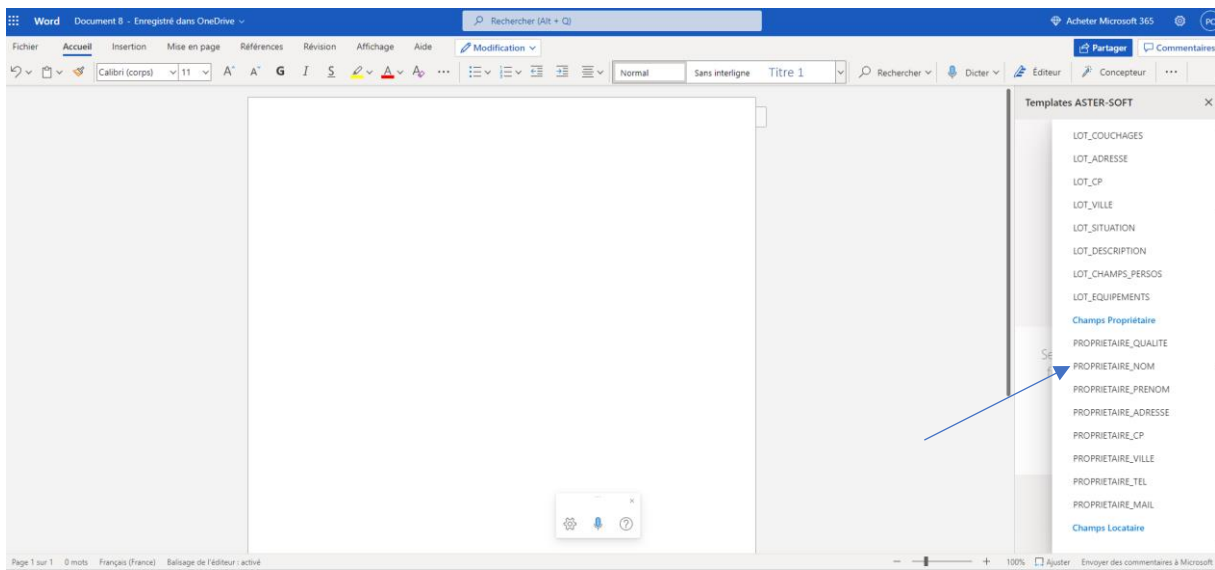 Word Document 8 - Enregistré dans OneDrive Rechercher (Alt + Q) Acheter Microsoft 365 PC
Fichier Accueil Insertion Mise en page Références Révision Affichage Aide Modification Partager Commentaires
Calibri (corps) 11 A A G I S A A ... Normal Sans interligne Titre 1 Rechercher Dicter Éditeur Concepteur ...
Templates ASTER-SOFT
LOT_COUCHAGES
LOT_ADRESSE
LOT_CP
LOT_VILLE
LOT_SITUATION
LOT_DESCRIPTION
LOT_CHAMPS_PERSOS
LOT_EQUIPEMENTS
Champs Propriétaire
PROPRIETAIRE_QUALITE
Se
PROPRIETAIRE_NOM
PROPRIETAIRE_PRENOM
PROPRIETAIRE_ADRESSE
PROPRIETAIRE_CP
PROPRIETAIRE_VILLE
PROPRIETAIRE_TEL
PROPRIETAIRE_MAIL
Champs Locataire
Page 1 sur 1 0 mots Français (France) Balisage de l'éditeur : activé 100% Ajuster Envoyer des commentaires à Microsoft